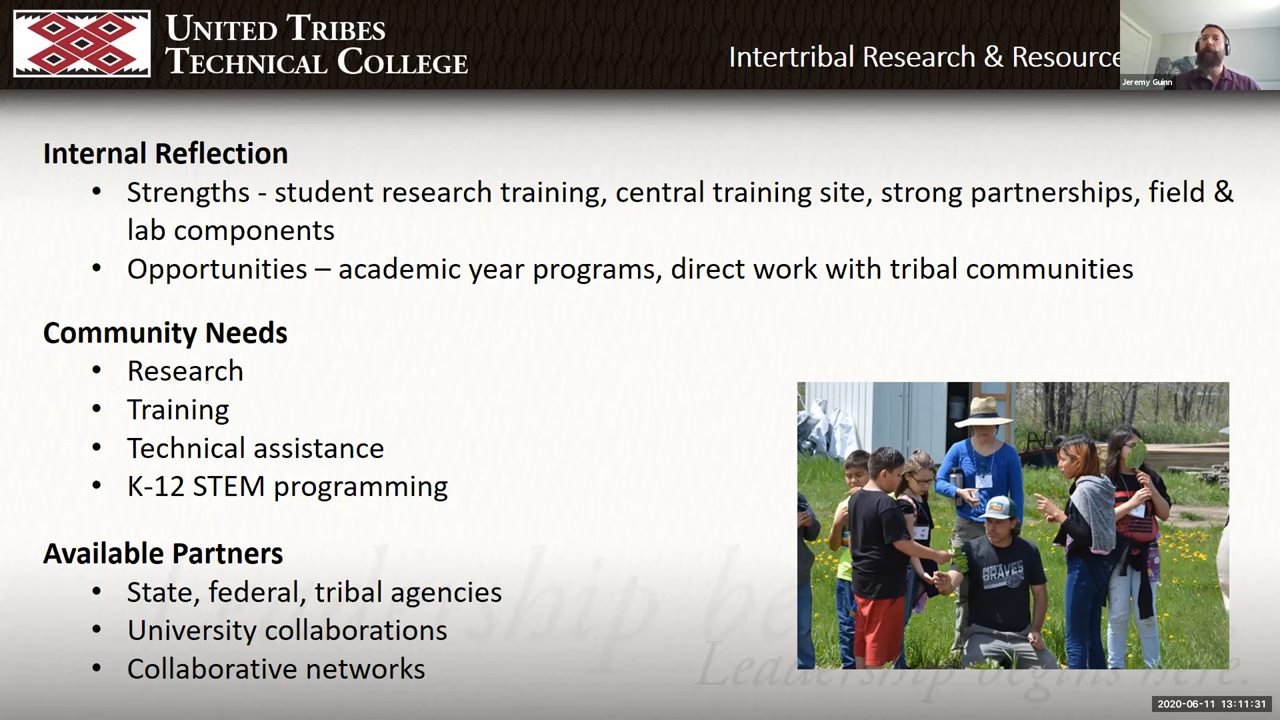 UNITED TRIBES
TECHNICAL COLLEGE
Intertribal Research & Resource
Jeremy Guinn
Internal Reflection
• Strengths - student research training, central training site, strong partnerships, field &
lab components
• Opportunities – academic year programs, direct work with tribal communities
Community Needs
• Research
• Training
• Technical assistance
• K-12 STEM programming
Available Partners
• State, federal, tribal agencies
• University collaborations
• Collaborative networks
GRAVES
Leadership begins here.
2020-06-11 13:11:31